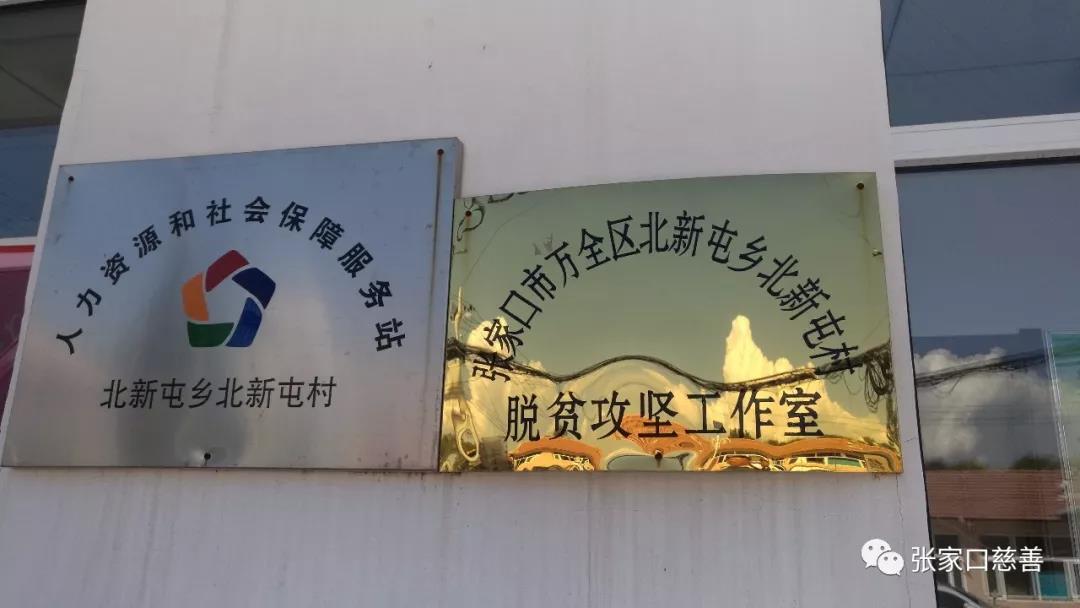 人力资源和社会保障服务站
北新屯乡北新屯村
张家口市万全区北新屯乡北新屯村
脱贫攻坚工作室
张家口慈善